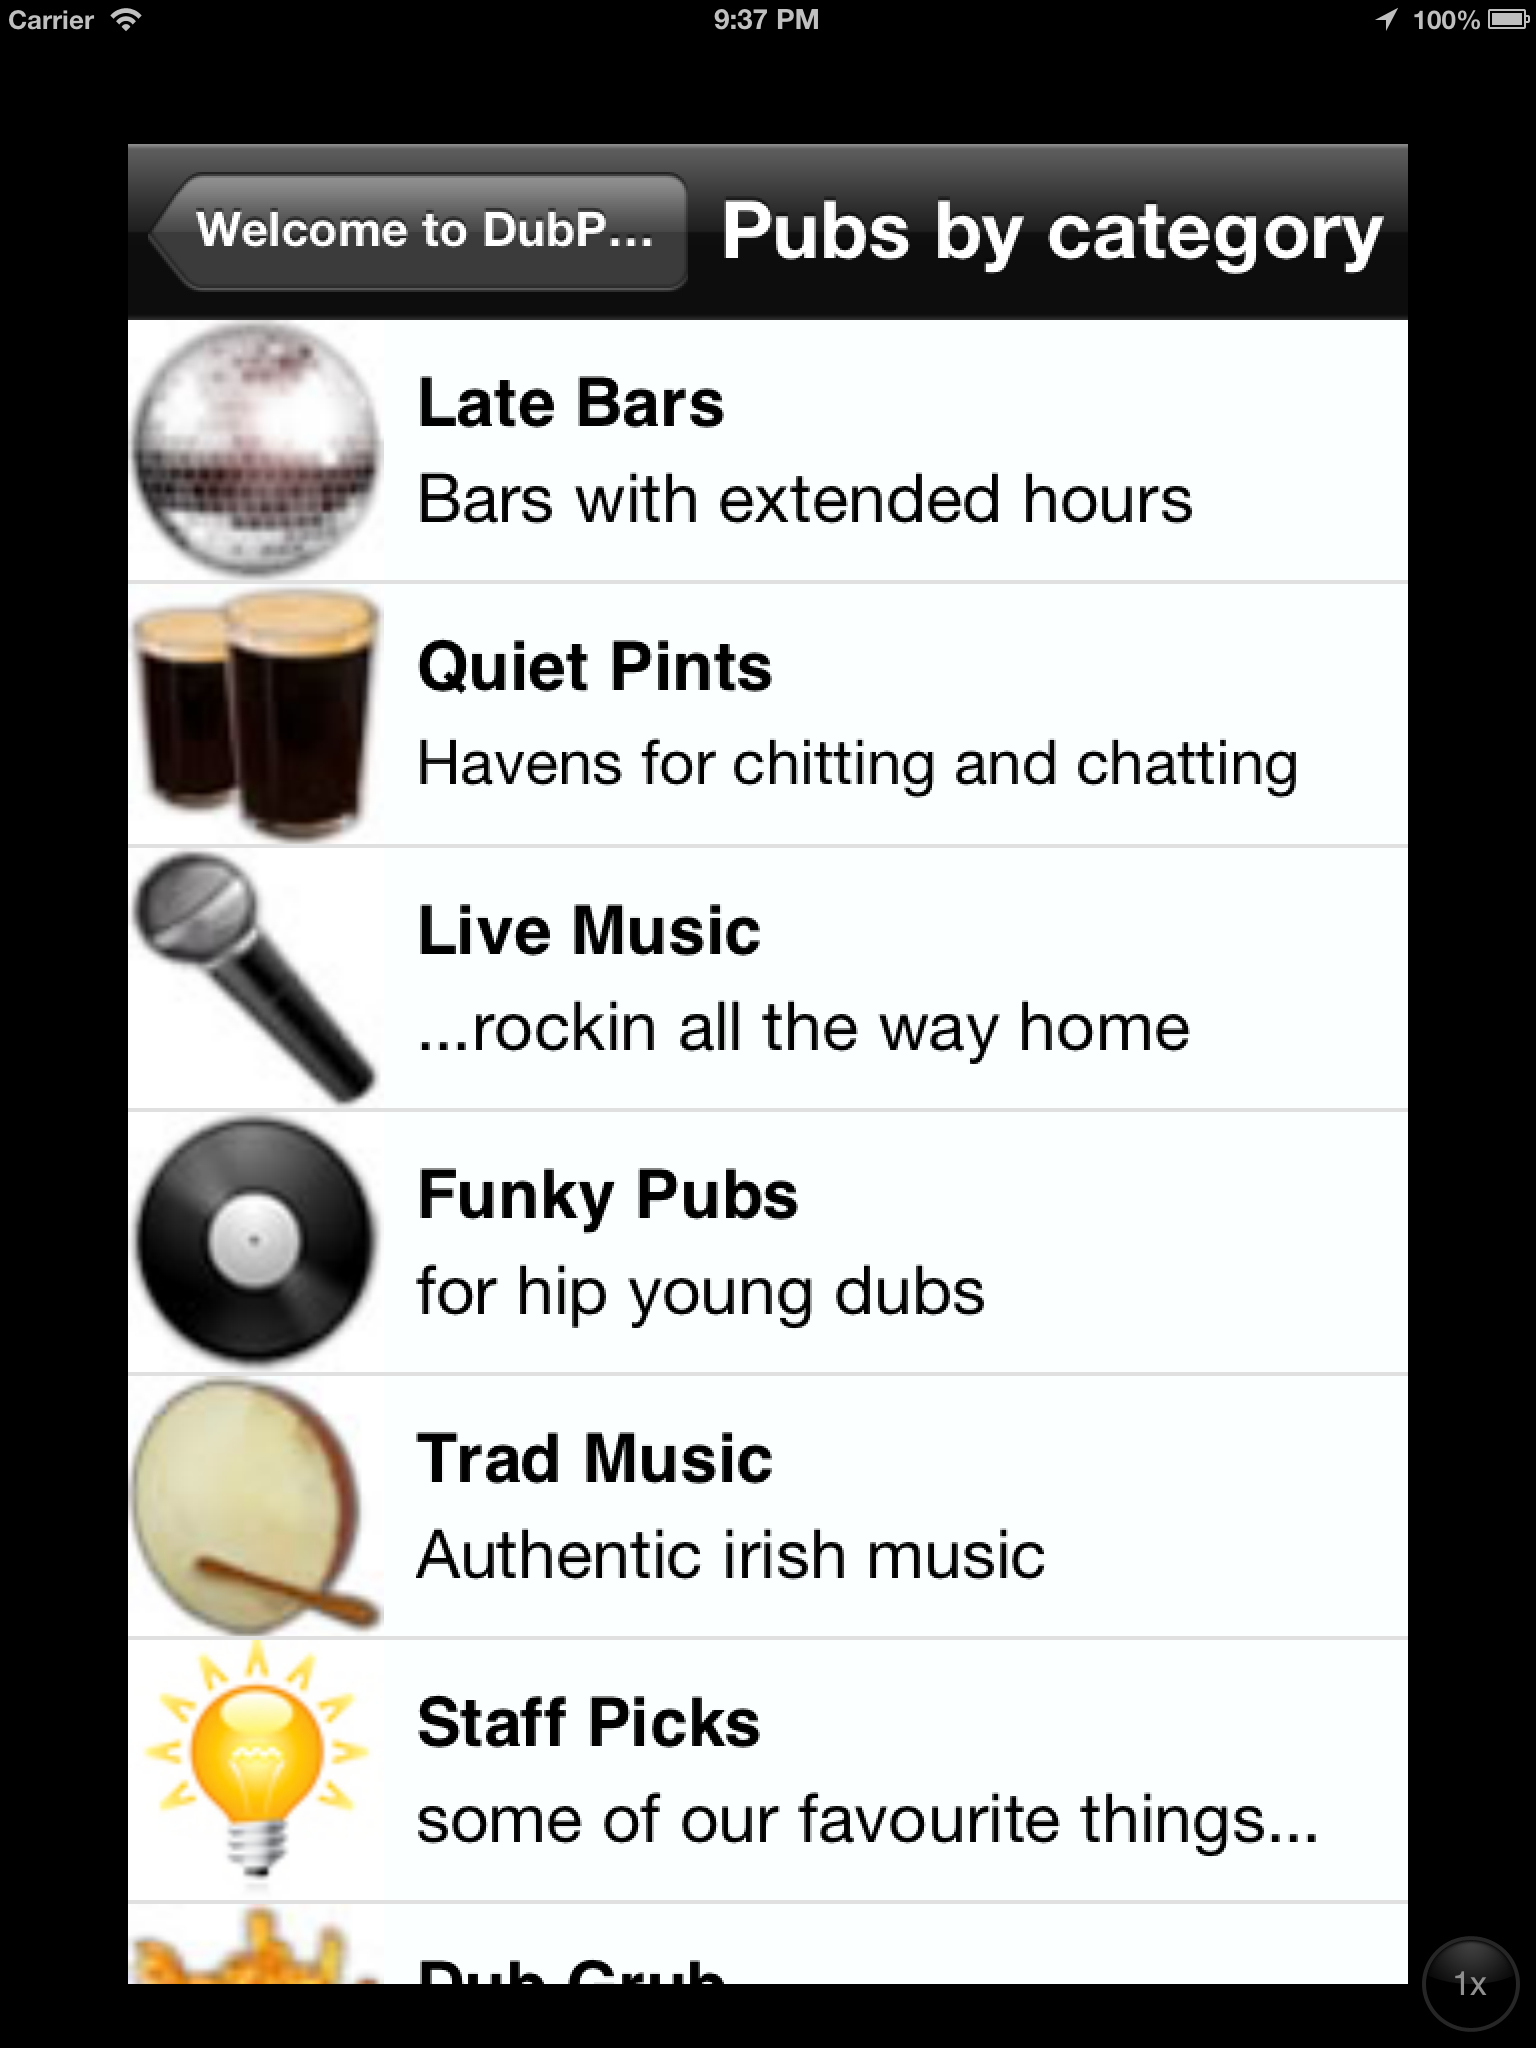 Carrier 9:37 PM 100%
Welcome to DubP... Pubs by category
Late Bars
Bars with extended hours
Quiet Pints
Havens for chitting and chatting
Live Music
...rockin all the way home
Funky Pubs
for hip young dubs
Trad Music
Authentic irish music
Staff Picks
some of our favourite things...
Dub Grub
1x